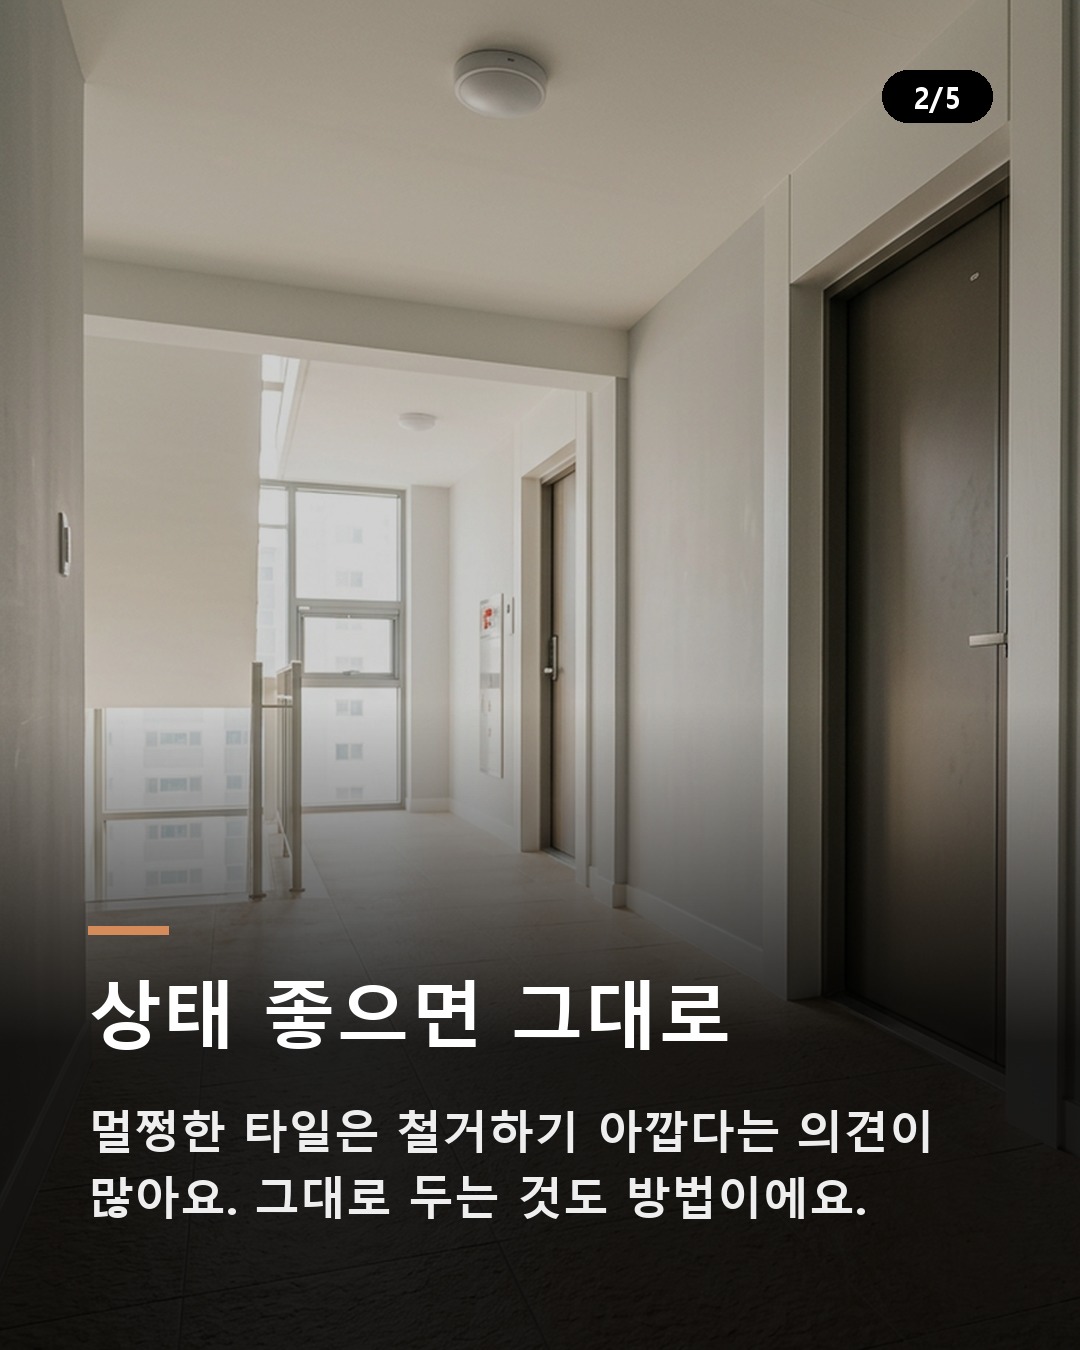 2/5
상태 좋으면 그대로
멀쩡한 타일은 철거하기 아깝다는 의견이
많아요. 그대로 두는 것도 방법이에요.